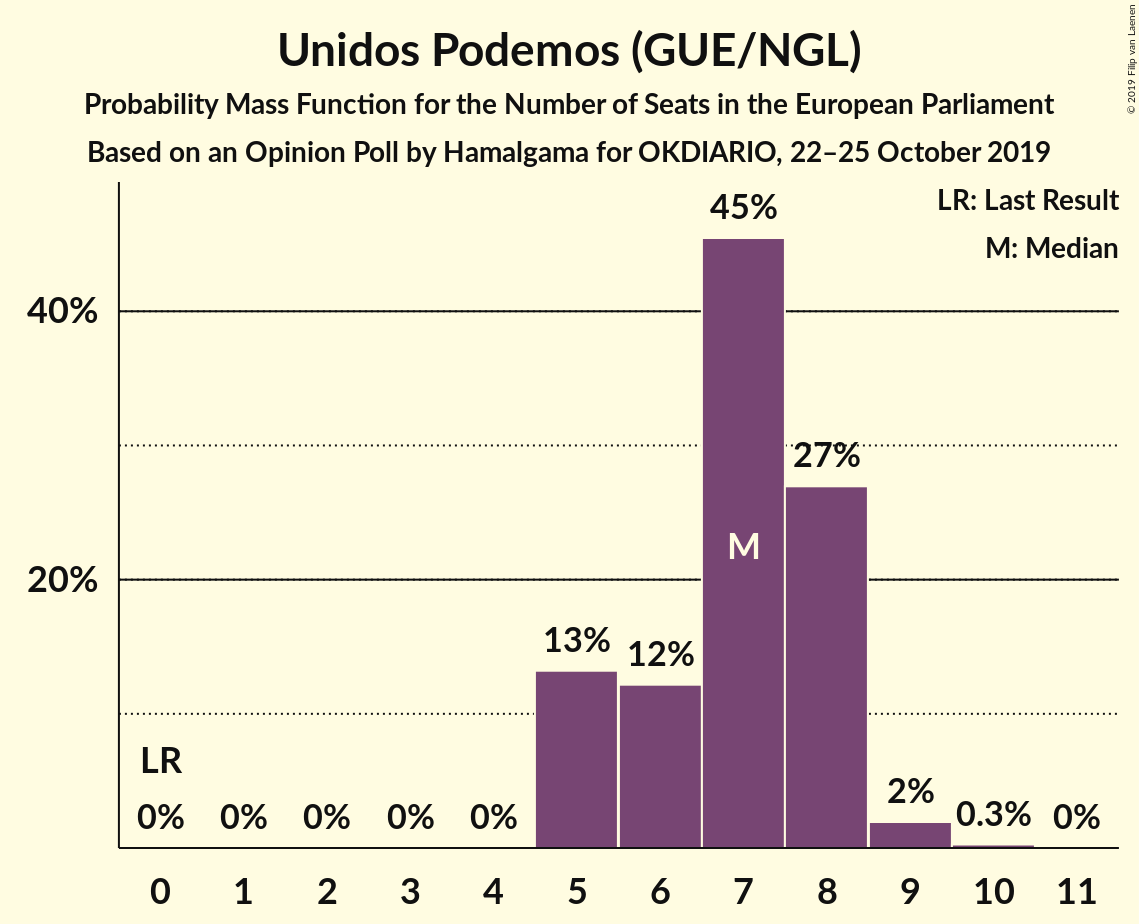 Unidos Podemos (GUE/NGL)
Probability Mass Function for the Number of Seats in the European Parliament
Based on an Opinion Poll by Hamalgama for OKDIARIO, 22–25 October 2019
© 2019 Filip van Laenen
LR: Last Result
M: Median
45%
40%
27%
M
20%
13%
12%
LR
0%
0%
0%
0%
0%
2%
0.3%
0%
0 1 2 3 4 5 6 7 8 9 10 11